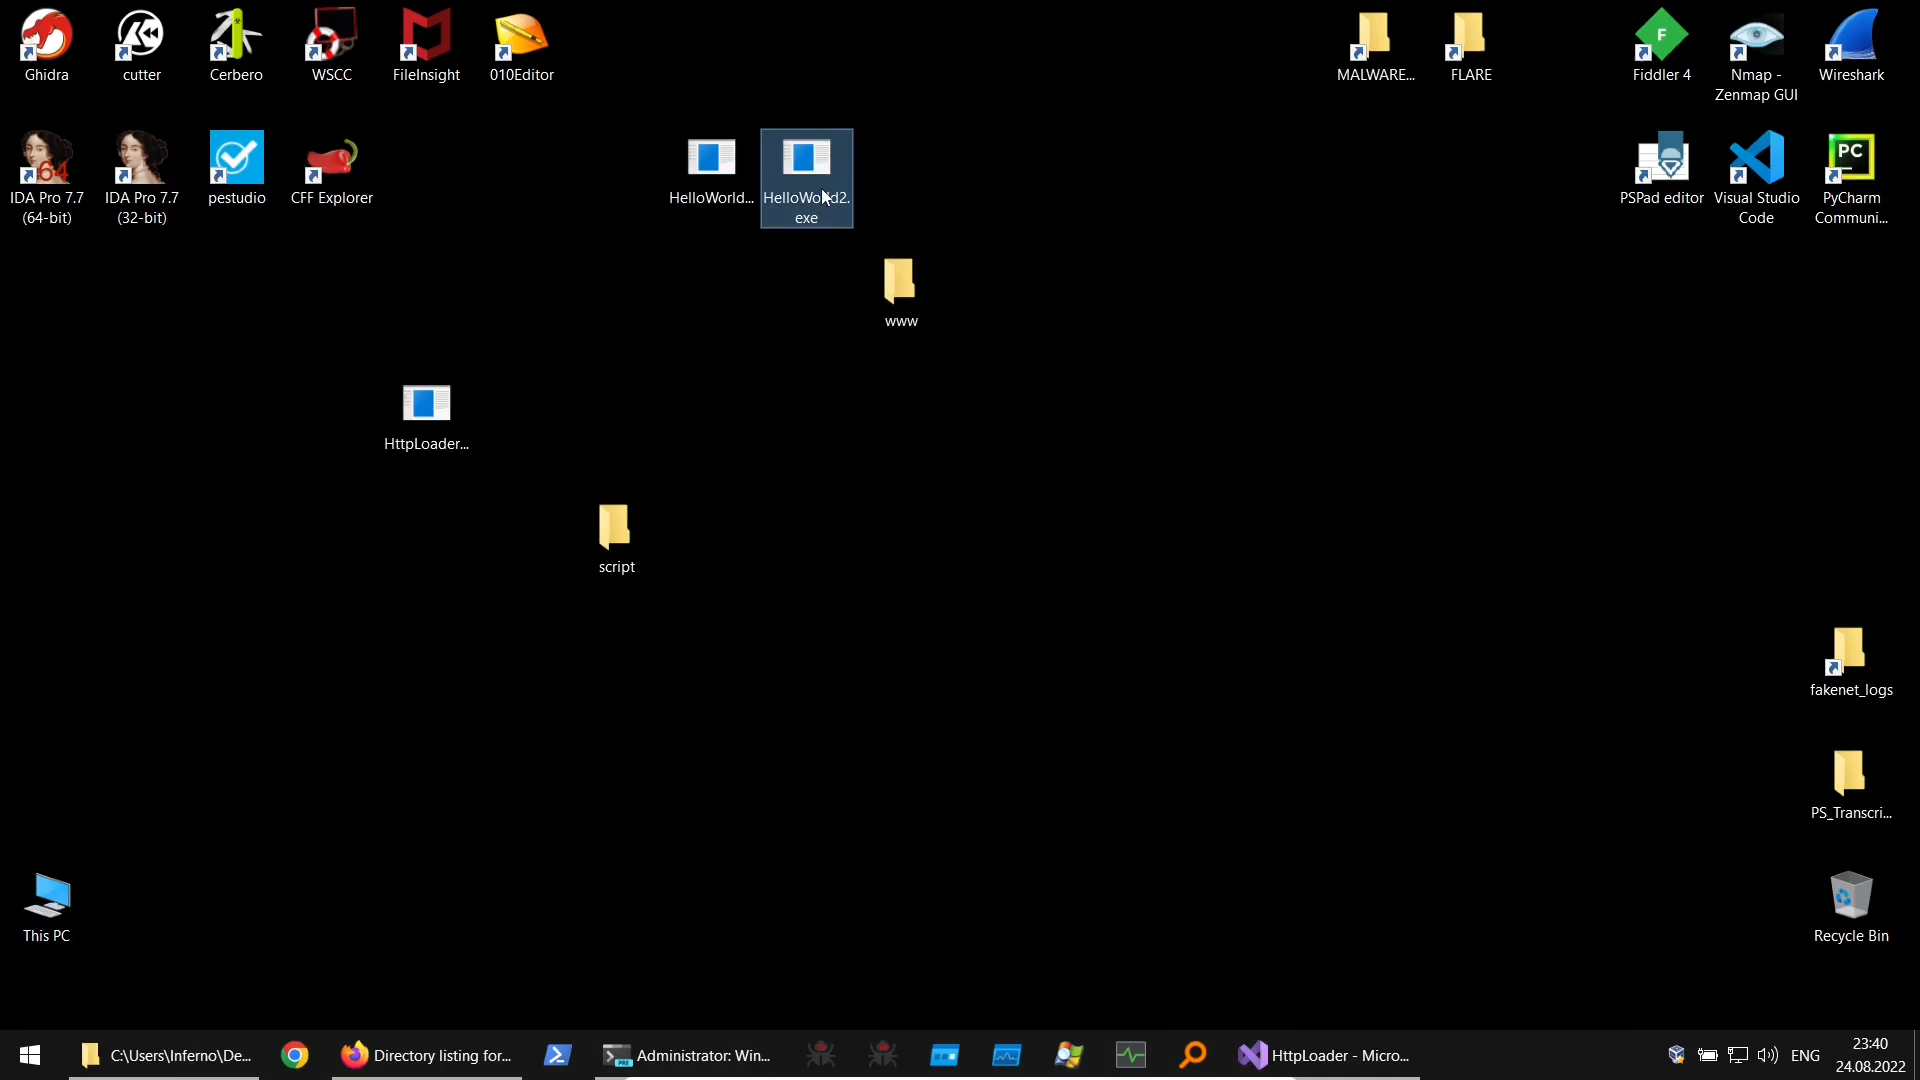 Ghidra
cutter
Cerbero
WSCC
FileInsight
010Editor
MALWARE...
FLARE
F
Fiddler 4
Nmap -
Zenmap GUI
Wireshark
64
IDA Pro 7.7
(64-bit)
IDA Pro 7.7
(32-bit)
pestudio
CFF Explorer
HelloWorld...
HelloWorld2.
exe
PSPad editor
Visual Studio
Code
PC
PyCharm
Communi...
www
HttpLoader...
script
fakenet_logs
PS_Transcri...
This PC
Recycle Bin
C:\Users\Inferno\De...
Directory listing for...
PRE
Administrator: Win...
HttpLoader - Micro...
ENG
23:40
24.08.2022